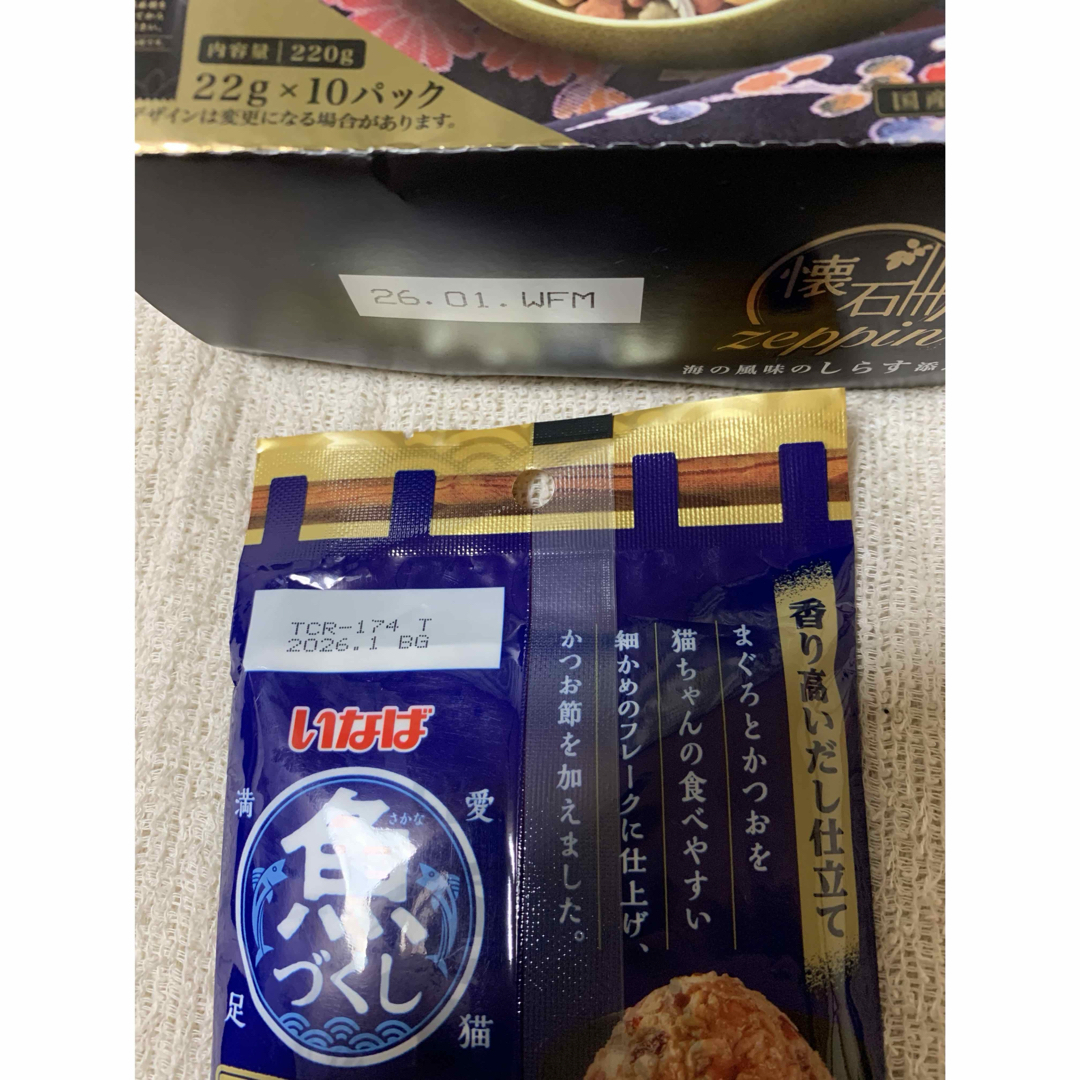 内容量 220g
22g×10パック
デザインは変更になる場合があります。
国産
26.01.WFM
懐石
zeppin
海の風味のしらす添
TCR-174 T
2026.1 BG
いなば
魚
さかな
づくし
愛猫
満足
香り高いだし仕立て
まぐろとかつおを
猫ちゃんの食べやすい
細かめのフレークに仕上げ、
かつお節を加えました。